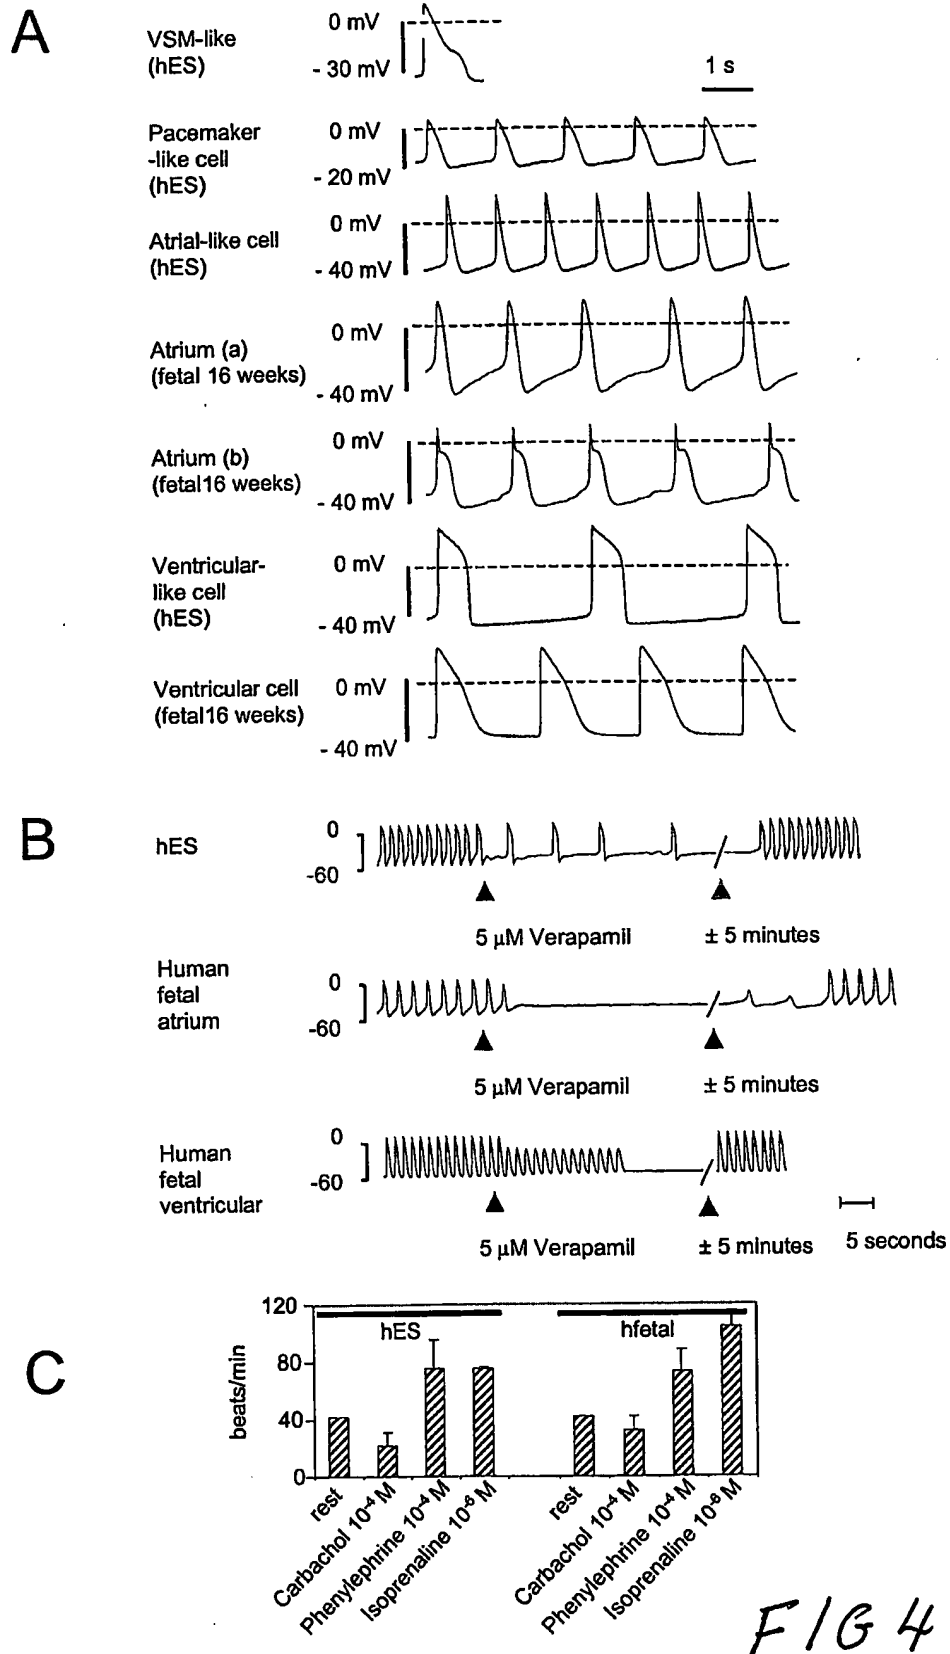 A
VSM-like
(hES)
0 mV
- 30 mV
1 s
Pacemaker
-like cell
(hES)
0 mV
- 20 mV
Atrial-like cell
(hES)
0 mV
- 40 mV
Atrium (a)
(fetal 16 weeks)
0 mV
- 40 mV
Atrium (b)
(fetal16 weeks)
0 mV
- 40 mV
Ventricular-
like cell
(hES)
0 mV
- 40 mV
Ventricular cell
(fetal16 weeks)
0 mV
- 40 mV
B
hES
0
-60
5 μM Verapamil
± 5 minutes
Human
fetal
atrium
0
-60
5 μM Verapamil
± 5 minutes
Human
fetal
ventricular
0
-60
5 μM Verapamil
± 5 minutes
5 seconds
C
beats/min
120
80
40
0
hES
hfetal
rest
Carbachol 10⁻⁴ M
Phenylephrine 10⁻⁴ M
Isoprenaline 10⁻⁶ M
rest
Carbachol 10⁻⁴ M
Phenylephrine 10⁻⁴ M
Isoprenaline 10⁻⁶ M
FIG 4